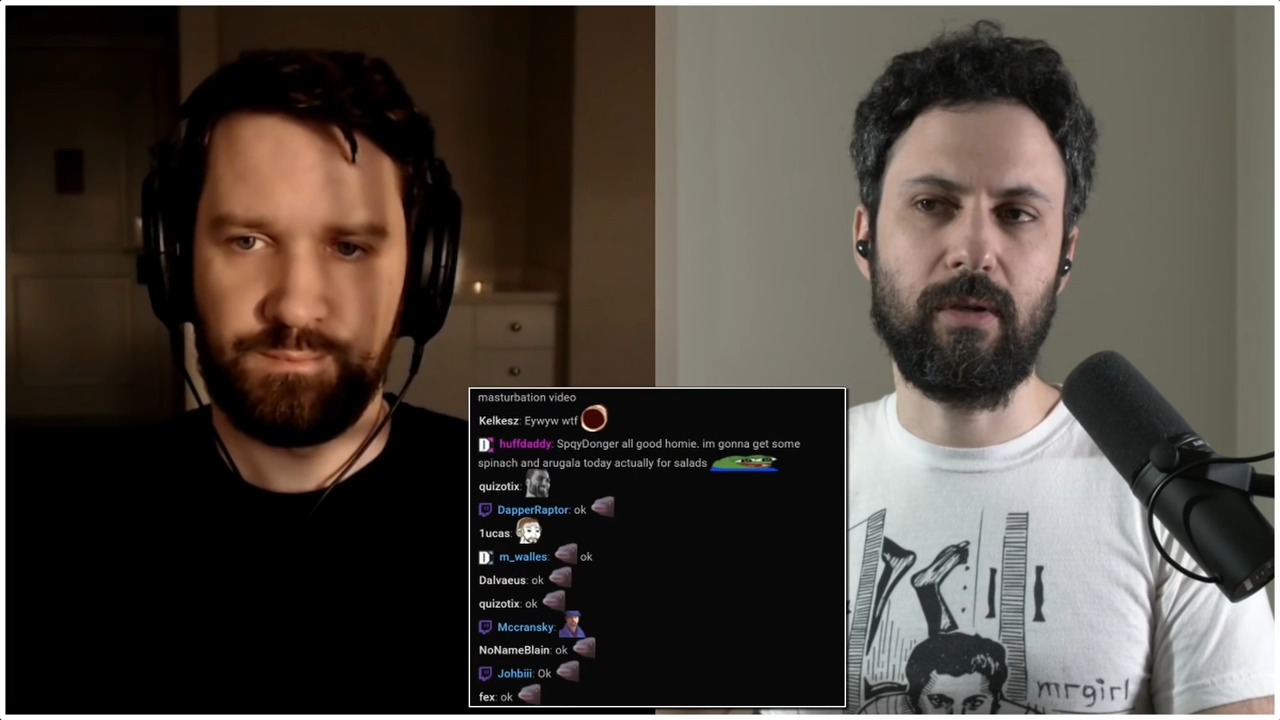 masturbation video
Kelkesz: Eywyw wtf
D huffdaddy: SpqyDonger all good homie. im gonna get some
spinach and arugala today actually for salads
quizotix:
DapperRaptor: ok
1ucas:
D m_walles: ok
Dalvaeus: ok
quizotix: ok
Mccransky:
NoNameBlain: ok
Johbiii: Ok
fex: ok
mrgirl